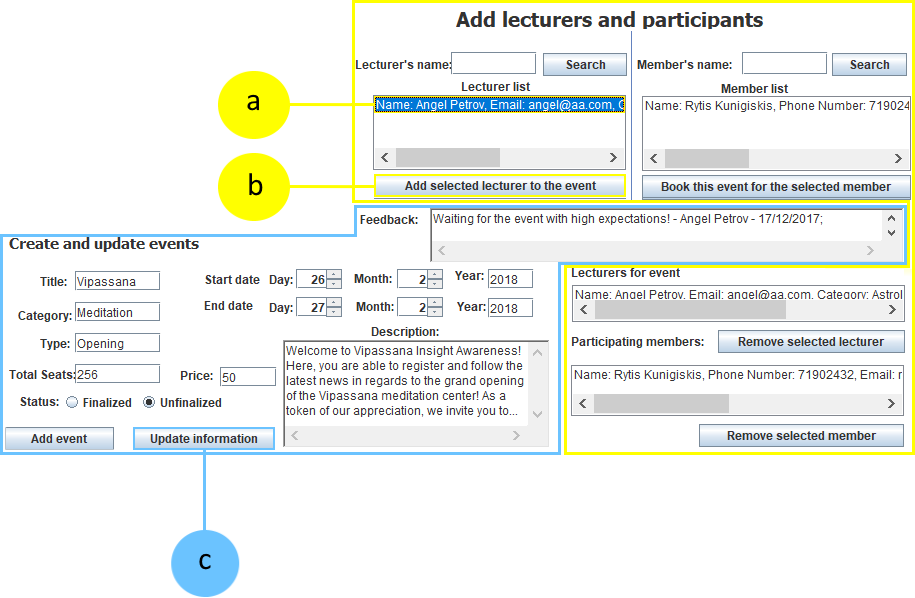 Add lecturers and participants
Lecturer's name: Search
Member's name: Search
Lecturer list
Member list
a
Name: Angel Petrov, Email: angel@aa.com, C
Name: Rytis Kunigiskis, Phone Number: 719024
b
Add selected lecturer to the event
Book this event for the selected member
Feedback:
Waiting for the event with high expectations! - Angel Petrov - 17/12/2017;
Create and update events
Title: Vipassana
Start date Day: 26 Month: 2 Year: 2018
Category: Meditation
End date Day: 27 Month: 2 Year: 2018
Type: Opening
Total Seats: 256
Price: 50
Status: Finalized Unfinalized
Add event
Update information
Description:
Welcome to Vipassana Insight Awareness!
Here, you are able to register and follow the
latest news in regards to the grand opening
of the Vipassana meditation center! As a
token of our appreciation, we invite you to...
Lecturers for event
Name: Angel Petrov, Email: angel@aa.com, Category: Astrol
Participating members: Remove selected lecturer
Name: Rytis Kunigiskis, Phone Number: 71902432, Email: r
Remove selected member
c